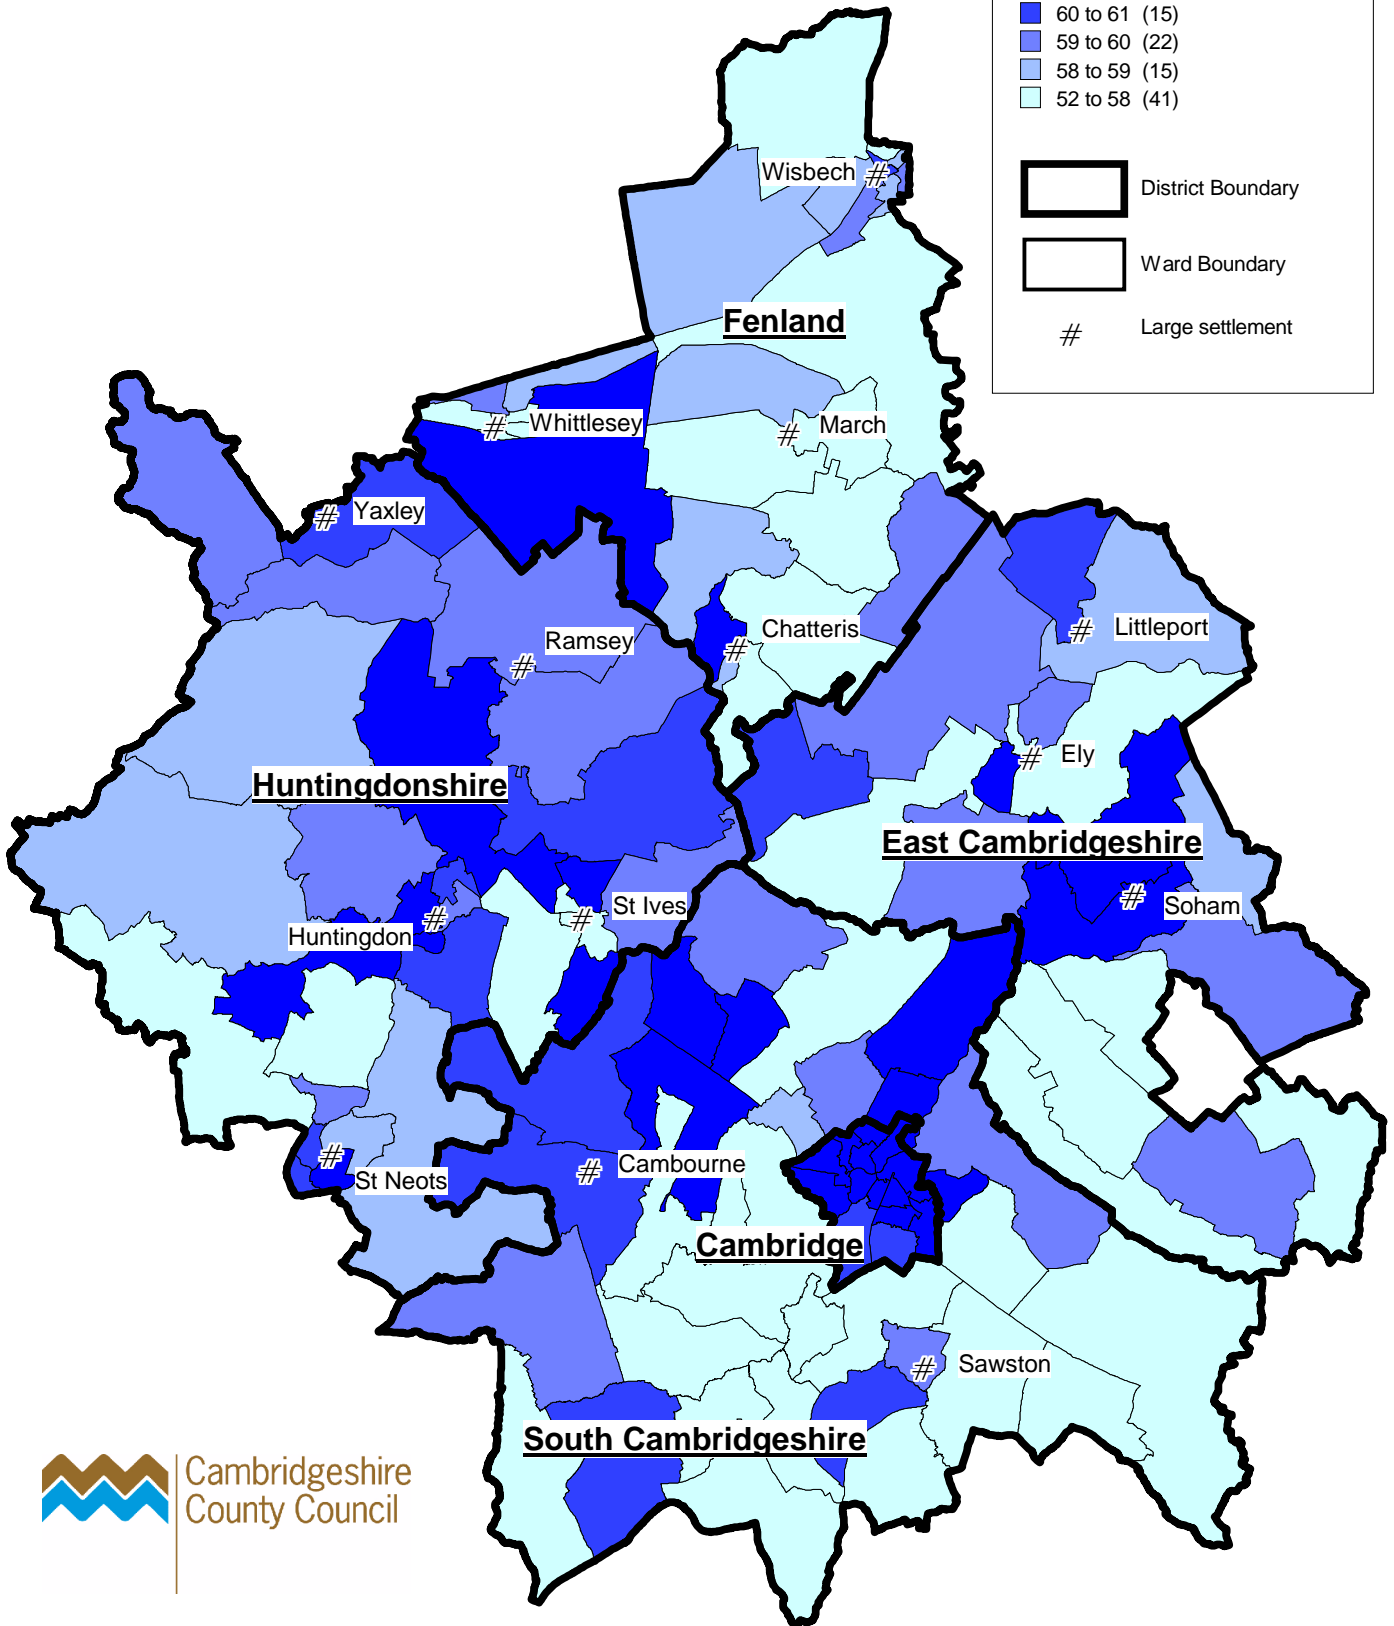 60 to 61 (15)
59 to 60 (22)
58 to 59 (15)
52 to 58 (41)
District Boundary
Ward Boundary
# Large settlement
Wisbech #
Fenland
# Whittlesey
# March
# Yaxley
Ramsey
#
Chatteris
#
Littleport
#
Ely
#
Huntingdonshire
East Cambridgeshire
St Ives
#
Soham
#
Huntingdon
#
St Neots
#
Cambourne
#
Cambridge
Sawston
#
South Cambridgeshire
Cambridgeshire
County Council